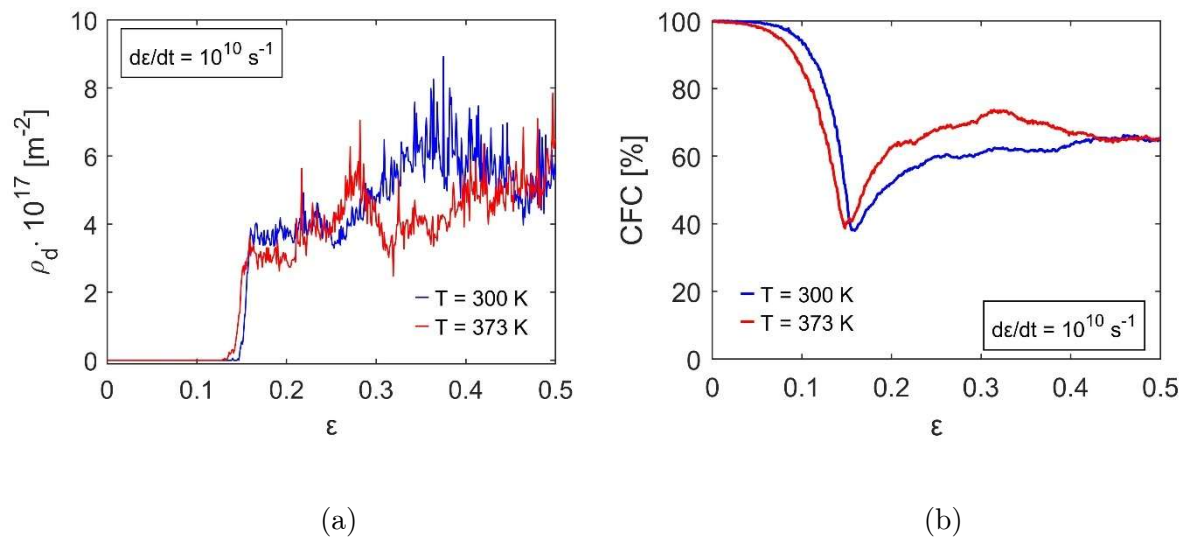 10
8
6
4
2
0
ρd· 10¹⁷ [m⁻²]
dε/dt = 10¹⁰ s⁻¹
T = 300 K
T = 373 K
0 0.1 0.2 0.3 0.4 0.5
ε
(a)
100
80
60
40
20
0
CFC [%]
T = 300 K
T = 373 K
dε/dt = 10¹⁰ s⁻¹
0 0.1 0.2 0.3 0.4 0.5
ε
(b)